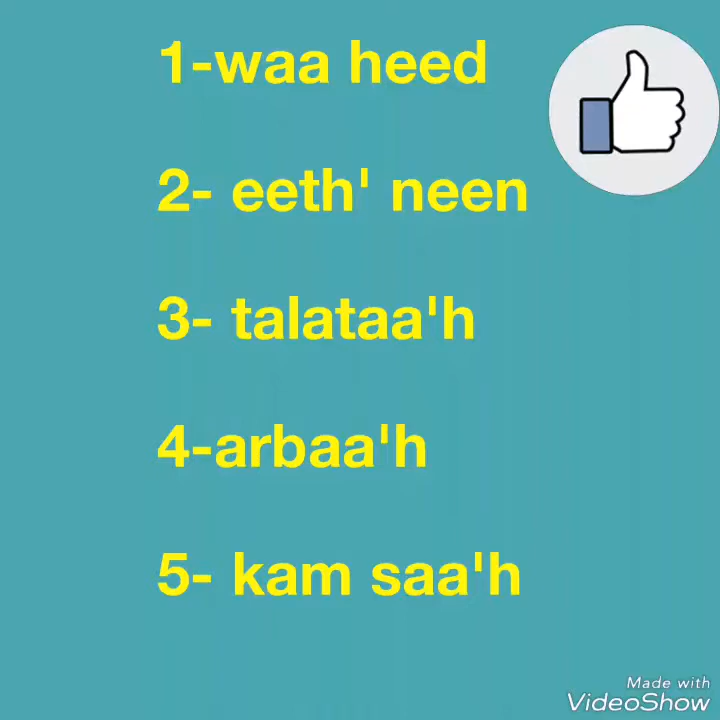 1-waa heed
2- eeth' neen
3- talataa'h
4-arbaa'h
5- kam saa'h
Made with
VideoShow